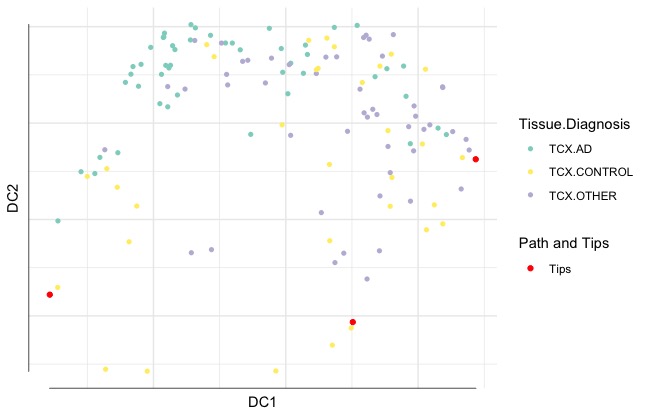 DC2
DC1
Tissue.Diagnosis
TCX.AD
TCX.CONTROL
TCX.OTHER
Path and Tips
Tips